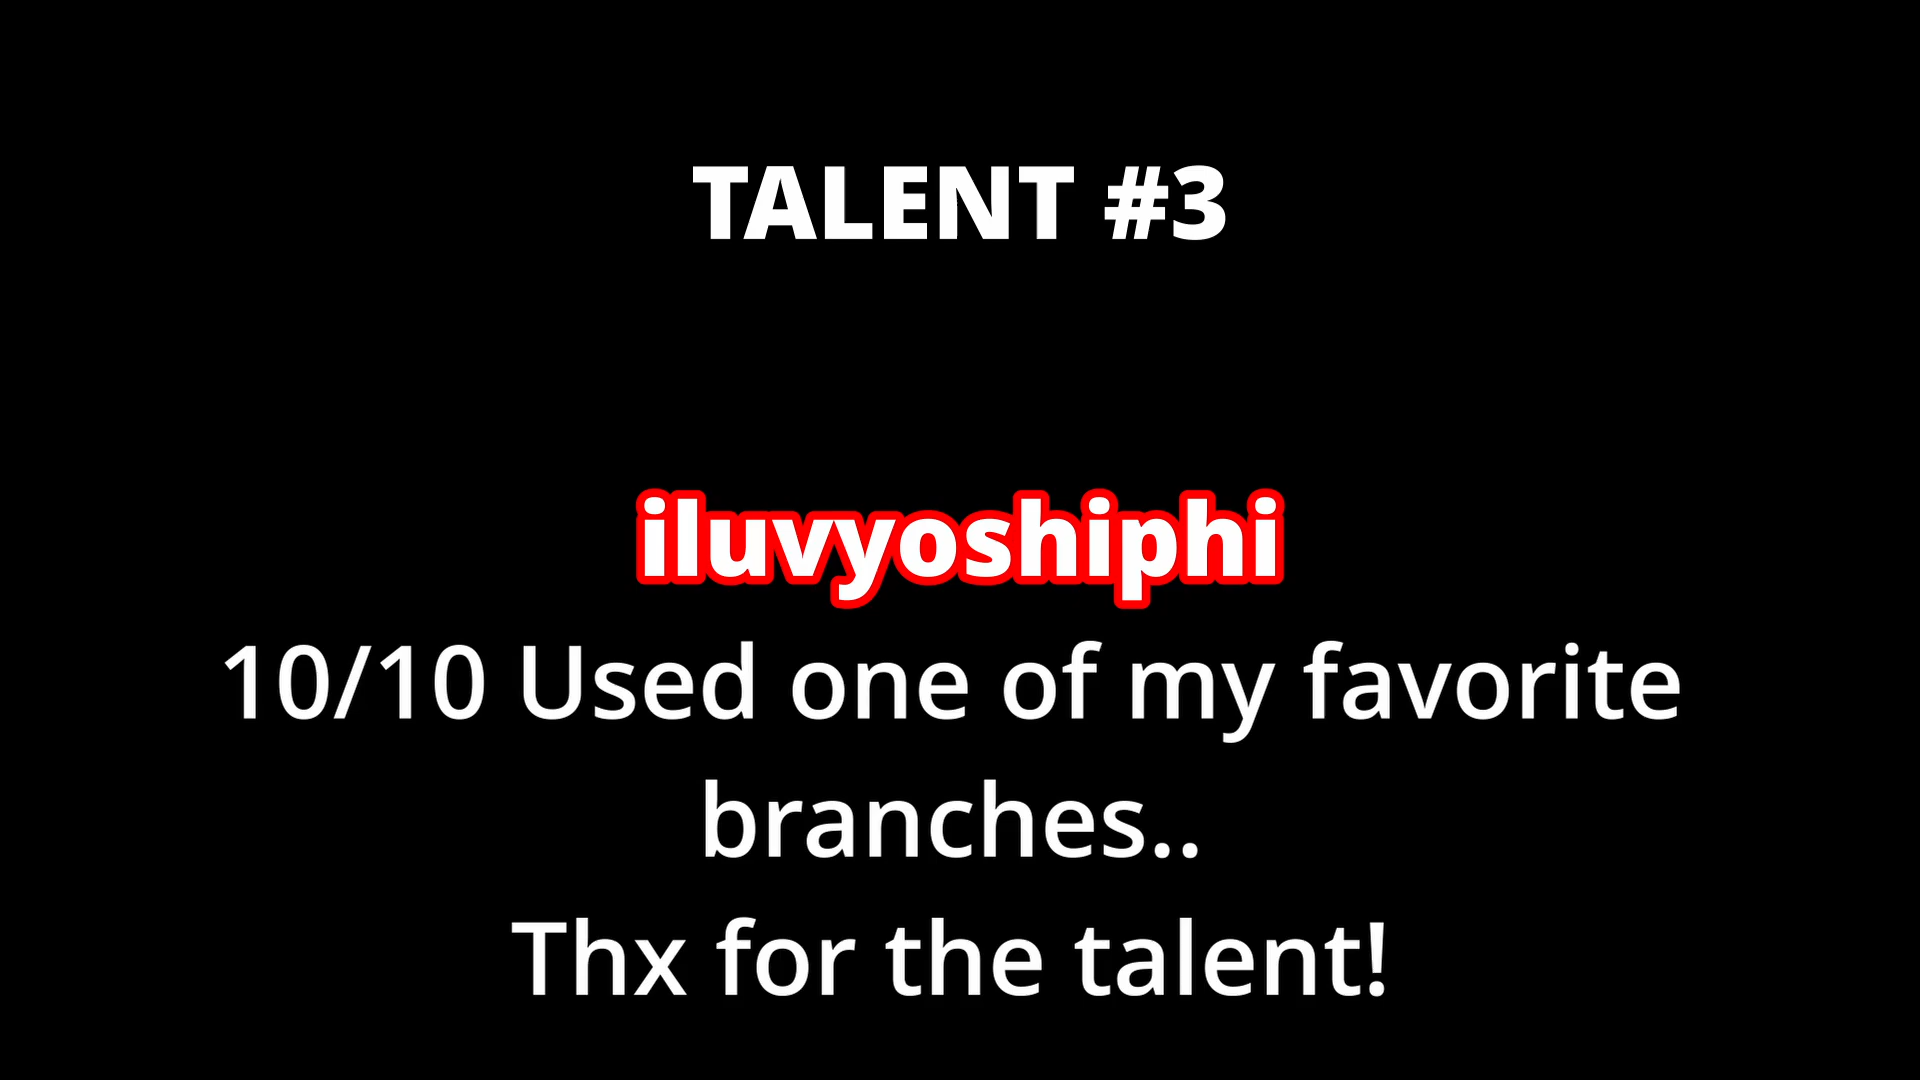 TALENT #3
iluvyoshiphi
10/10 Used one of my favorite
branches..
Thx for the talent!